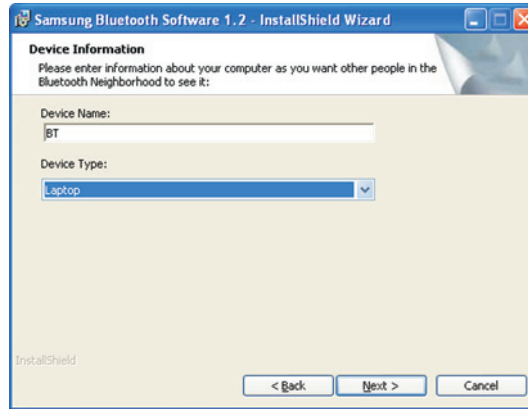 Samsung Bluetooth Software 1.2 - InstallShield Wizard
Device Information
Please enter information about your computer as you want other people in the
Bluetooth Neighborhood to see it:
Device Name:
BT
Device Type:
Laptop
InstallShield
< Back Next > Cancel